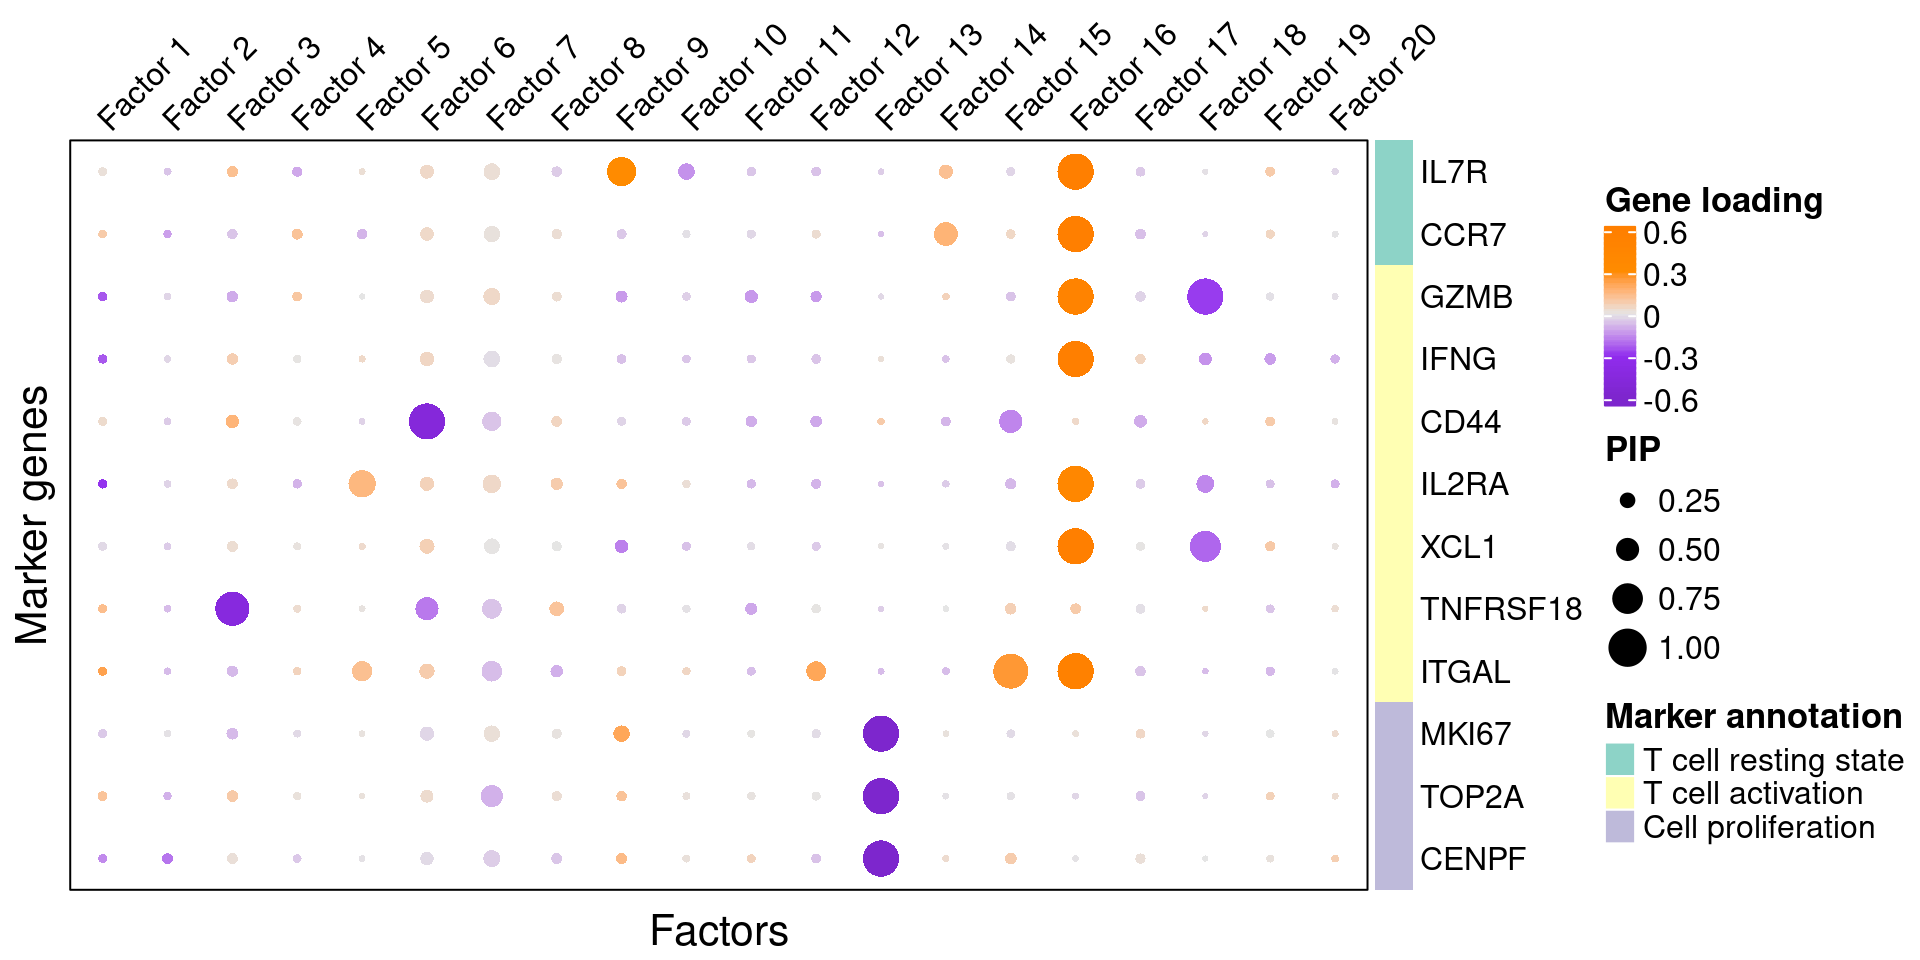 Factor 1
Factor 2
Factor 3
Factor 4
Factor 5
Factor 6
Factor 7
Factor 8
Factor 9
Factor 10
Factor 11
Factor 12
Factor 13
Factor 14
Factor 15
Factor 16
Factor 17
Factor 18
Factor 19
Factor 20
Marker genes
IL7R
CCR7
GZMB
IFNG
CD44
IL2RA
XCL1
TNFRSF18
ITGAL
MKI67
TOP2A
CENPF
Factors
Gene loading
0.6
0.3
0
-0.3
-0.6
PIP
0.25
0.50
0.75
1.00
Marker annotation
T cell resting state
T cell activation
Cell proliferation